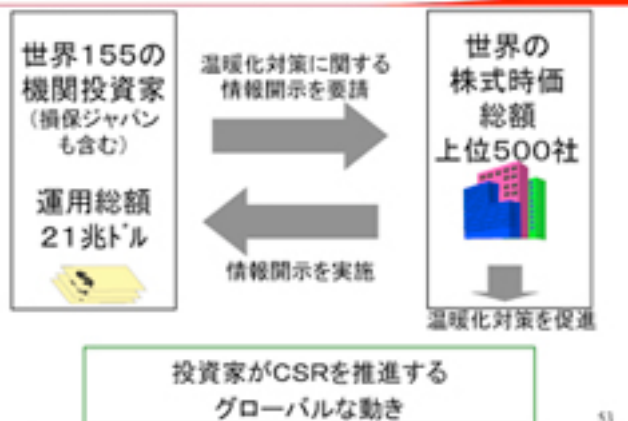 世界155の
機関投資家
(損保ジャパン
も含む)
運用総額
21兆ドル
温暖化対策に関する
情報開示を要請
情報開示を実施
世界の
株式時価
総額
上位500社
温暖化対策を促進
投資家がCSRを推進する
グローバルな動き
53